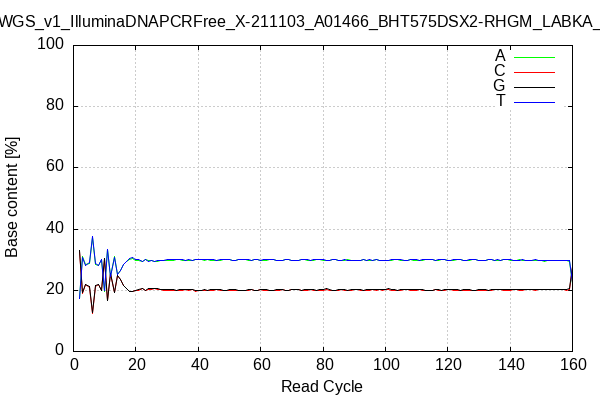 WGS_v1_IlluminaDNAPCRFree_X-211103_A01466_BHT575DSX2-RHGM_LABKA_
100
80
60
40
20
0
Base content [%]
A
C
G
T
0 20 40 60 80 100 120 140 160
Read Cycle